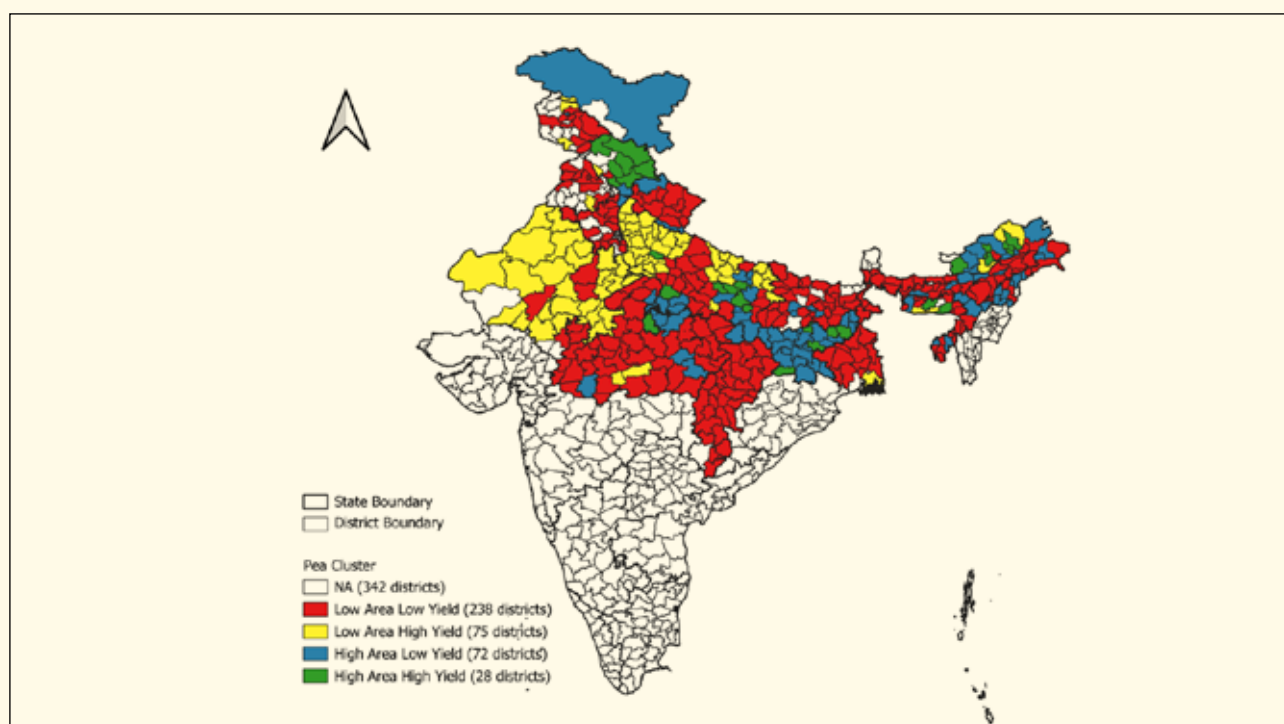 State Boundary
District Boundary
Pea Cluster
NA (342 districts)
Low Area Low Yield (238 districts)
Low Area High Yield (75 districts)
High Area Low Yield (72 districts)
High Area High Yield (28 districts)